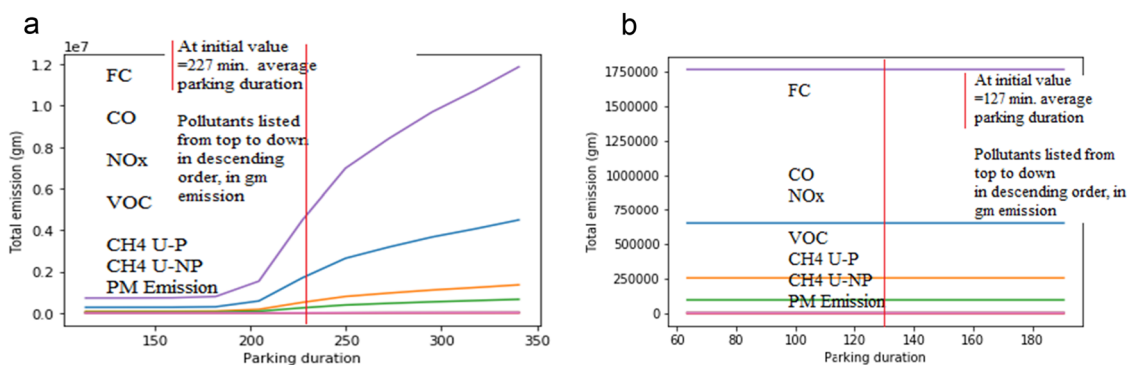 a
1e7
At initial value
=227 min. average
parking duration
FC
CO
NOx
VOC
CH4 U-P
CH4 U-NP
PM Emission
Pollutants listed
from top to down
in descending
order, in gm
emission
Total emission (gm)
1.2
1.0
0.8
0.6
0.4
0.2
0.0
150
200
250
300
350
Parking duration
b
At initial value
=127 min. average
parking duration
FC
CO
NOx
VOC
CH4 U-P
CH4 U-NP
PM Emission
Pollutants listed from
top to down
in descending order, in
gm emission
Total emission (gm)
1750000
1500000
1250000
1000000
750000
500000
250000
0
60
80
100
120
140
160
180
Parking duration